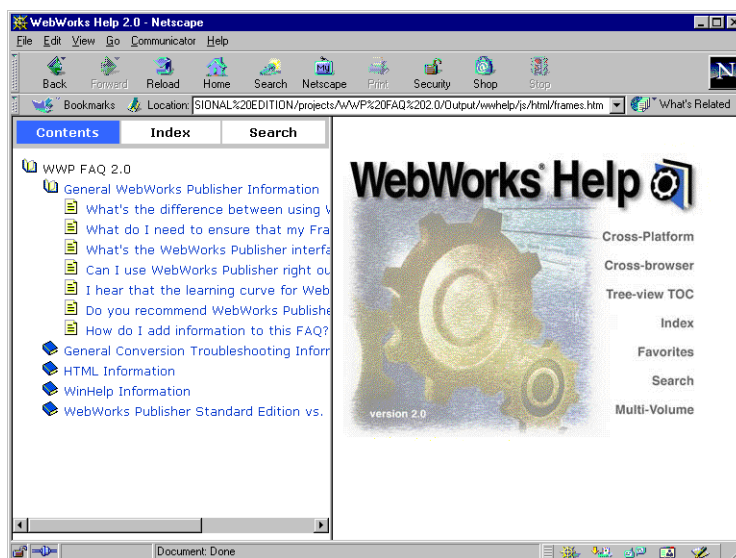 WebWorks Help 2.0 - Netscape
File Edit View Go Communicator Help
Back Forward Reload Home Search Netscape Print Security Shop Stop
N
Bookmarks Location: SIONAL%20EDITION/projects/WWP%20FAQ%202.0/Output/wwhelp/js/html/frames.htm What's Related
Contents Index Search
WWP FAQ 2.0
General WebWorks Publisher Information
What's the difference between using W
What do I need to ensure that my Fra
What's the WebWorks Publisher interfa
Can I use WebWorks Publisher right ou
I hear that the learning curve for Web
Do you recommend WebWorks Publishe
How do I add information to this FAQ?
General Conversion Troubleshooting Inforr
HTML Information
WinHelp Information
WebWorks Publisher Standard Edition vs.
WebWorks® Help
Cross-Platform
Cross-browser
Tree-view TOC
Index
Favorites
Search
Multi-Volume
version 2.0
Document: Done